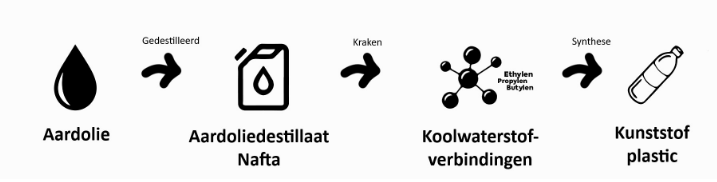 Gedestilleerd
Kraken
Synthese
Ethylen
Propylen
Butylen
Aardolie
Aardoliedestillaat
Nafta
Koolwaterstof-
verbindingen
Kunststof
plastic